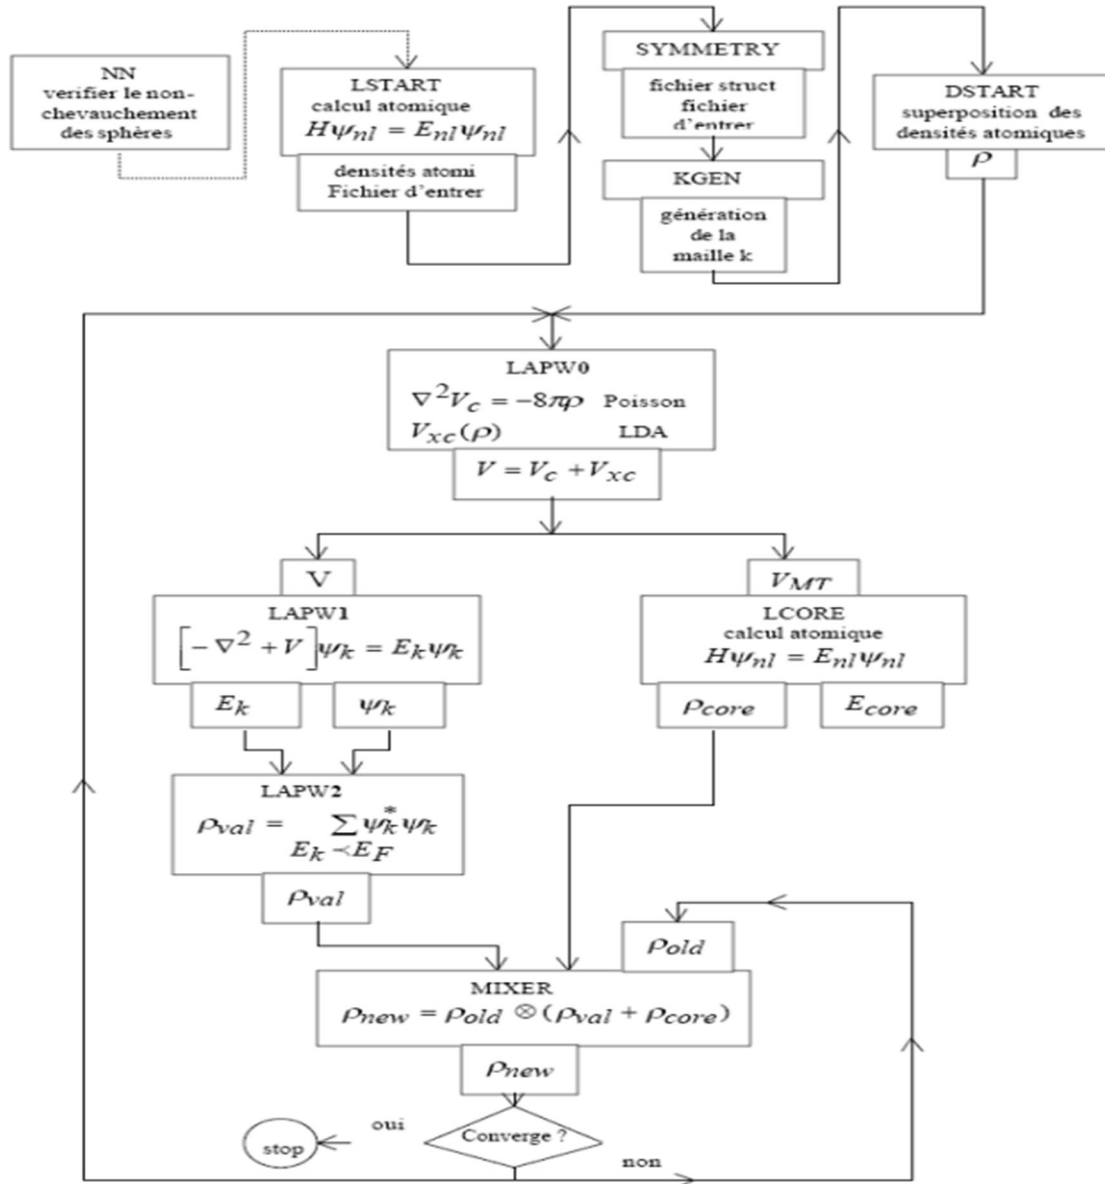 NN
verifier le non-
chevauchement
des sphères
LSTART
calcul atomique
Hψnl = Enlψnl
densités atomi
Fichier d'entrer
SYMMETRY
fichier struct
fichier
d'entrer
KGEN
génération
de la
maille k
DSTART
superposition des
densités atomiques
ρ
LAPW0
∇²Vc = −8πρ Poisson
Vxc(ρ) LDA
V = Vc + Vxc
V
LAPW1
[−∇² + V]ψk = Ekψk
Ek ψk
LAPW2
ρval = ∑ ψk*ψk
Ek ≺ EF
ρval
VMT
LCORE
calcul atomique
Hψnl = Enlψnl
ρcore Ecore
ρold
MIXER
ρnew = ρold ⊗ (ρval + ρcore)
ρnew
Converge ?
oui
stop
non